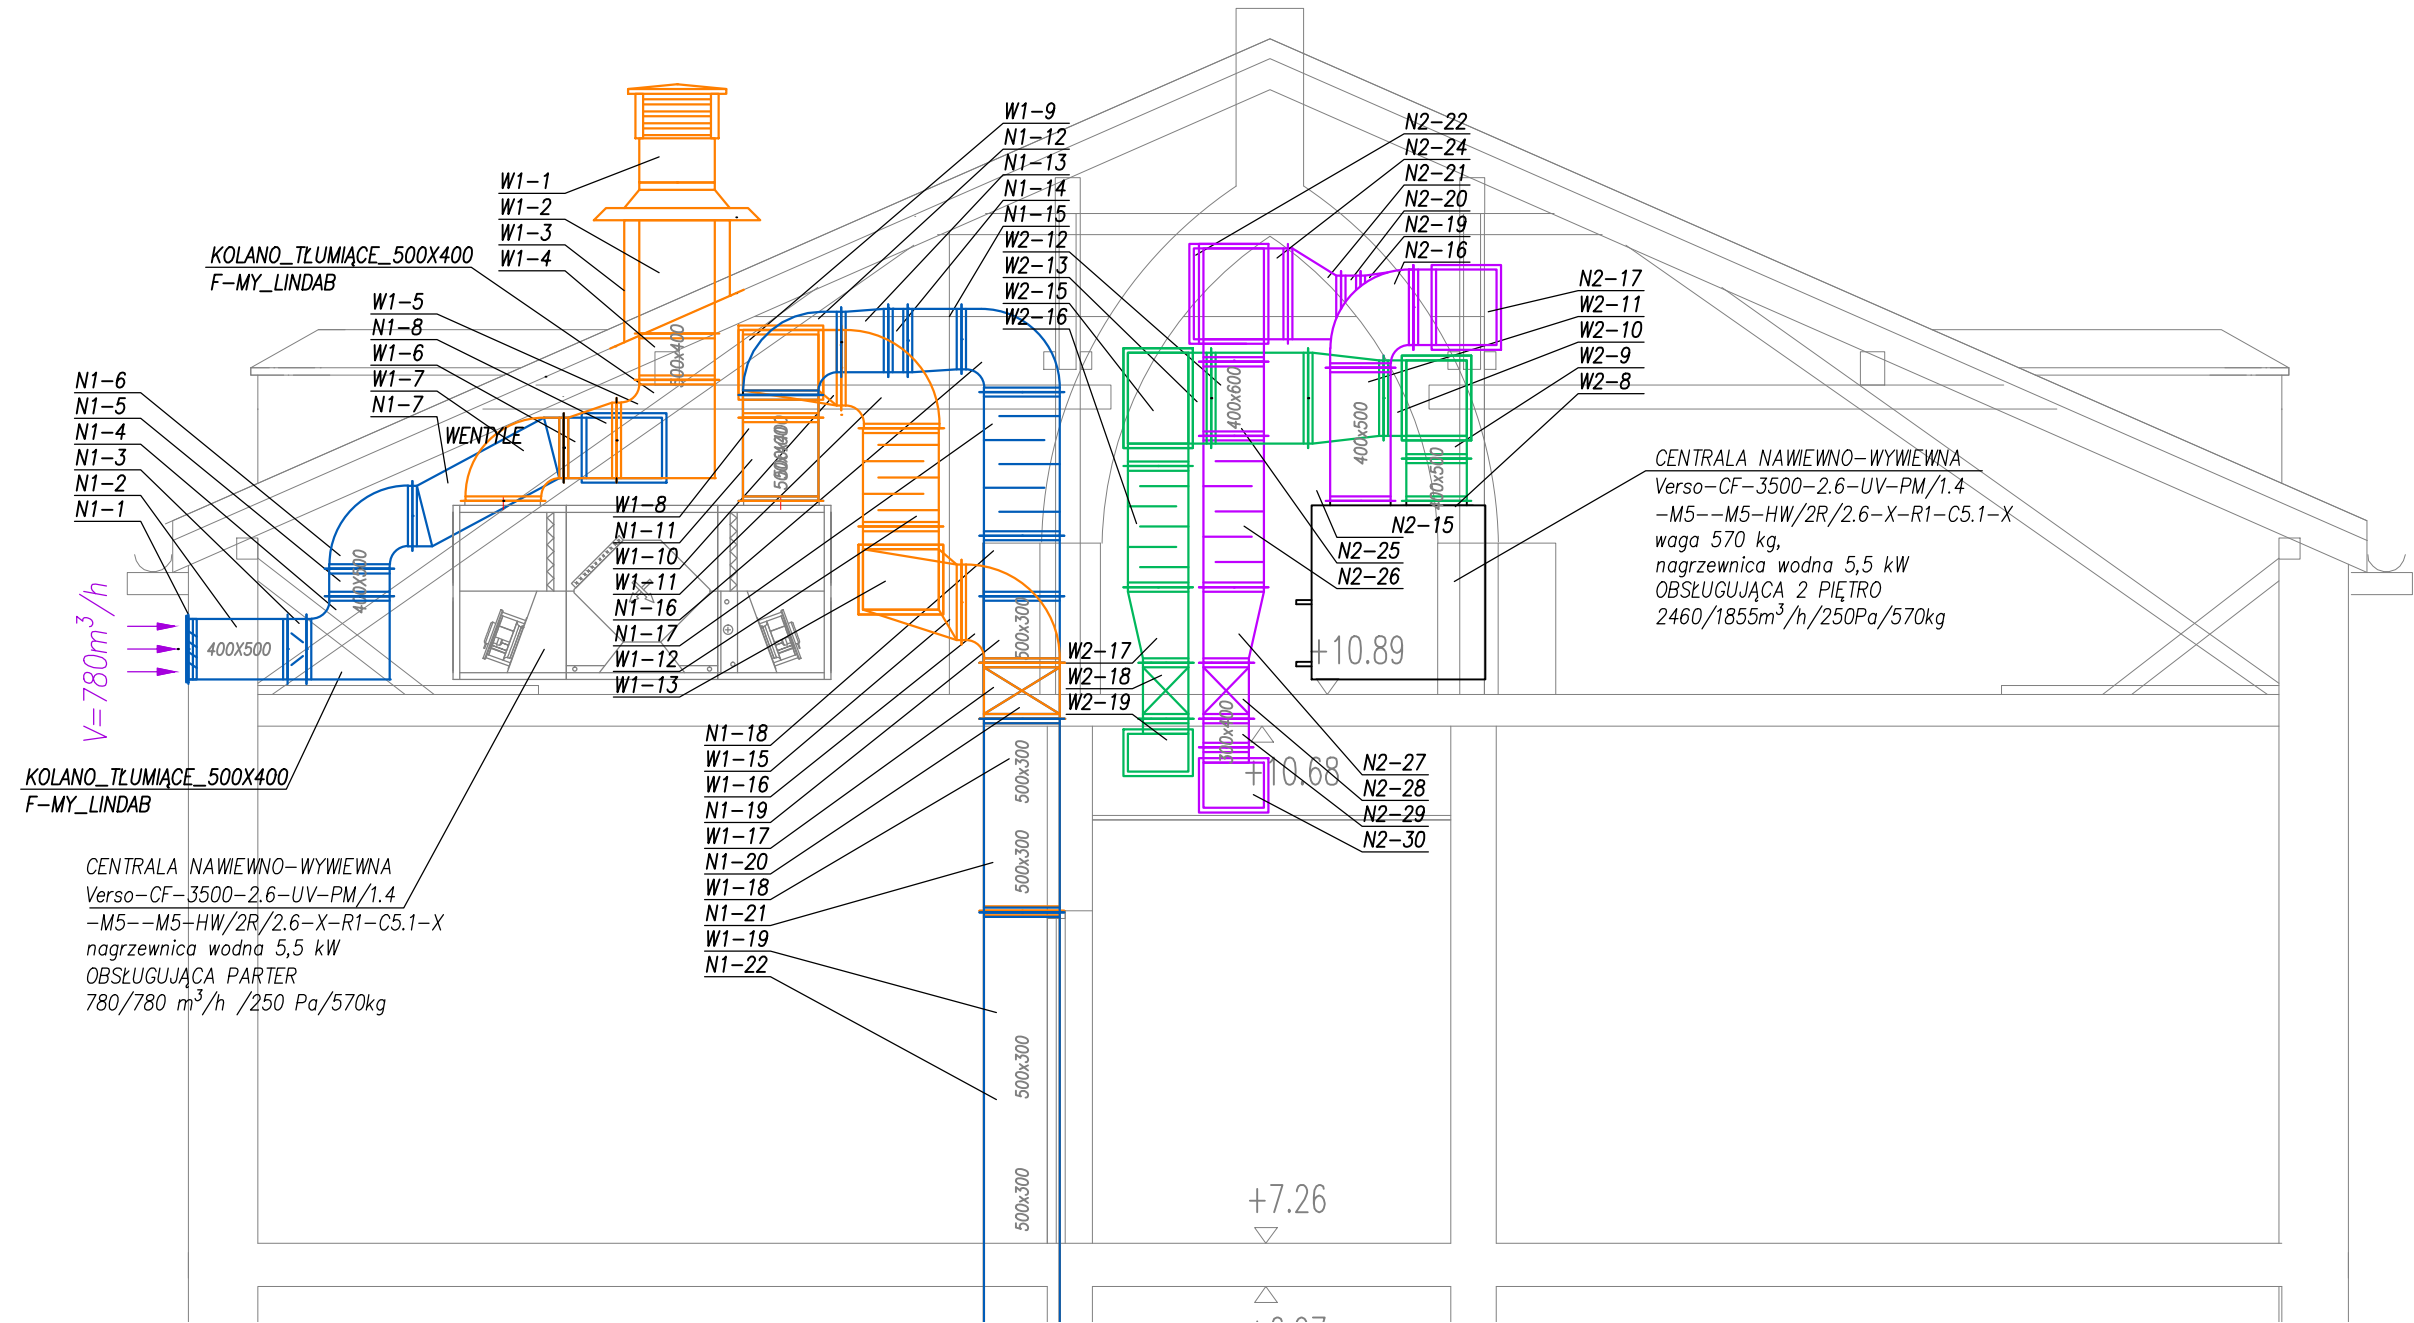 W1-9
N1-12
N1-13
N1-14
N1-15
W2-12
W2-13
W2-15
W2-16
N2-22
N2-24
N2-21
N2-20
N2-19
N2-16
N2-17
W2-11
W2-10
W2-9
W2-8
W1-1
W1-2
W1-3
W1-4
KOLANO_TŁUMIĄCE_500X400
F-MY_LINDAB
W1-5
N1-8
W1-6
W1-7
N1-7
WENTYLE
N1-6
N1-5
N1-4
N1-3
N1-2
N1-1
500x400
500x400
400x600
400x500
400x500
400X500
400X500
V=780m³/h
W1-8
N1-11
W1-10
W1-11
N1-16
N1-17
W1-12
W1-13
N2-15
N2-25
N2-26
CENTRALA NAWIEWNO-WYWIEWNA
Verso-CF-3500-2.6-UV-PM/1.4
-M5--M5-HW/2R/2.6-X-R1-C5.1-X
waga 570 kg,
nagrzewnica wodna 5,5 kW
OBSŁUGUJĄCA 2 PIĘTRO
2460/1855m³/h/250Pa/570kg
+10.89
500x300
W2-17
W2-18
W2-19
300x400
+10.68
N2-27
N2-28
N2-29
N2-30
KOLANO_TŁUMIĄCE_500X400
F-MY_LINDAB
N1-18
W1-15
W1-16
N1-19
W1-17
N1-20
W1-18
N1-21
W1-19
N1-22
500x300
500x300
500x300
500x300
CENTRALA NAWIEWNO-WYWIEWNA
Verso-CF-3500-2.6-UV-PM/1.4
-M5--M5-HW/2R/2.6-X-R1-C5.1-X
nagrzewnica wodna 5,5 kW
OBSŁUGUJĄCA PARTER
780/780 m³/h /250 Pa/570kg
+7.26